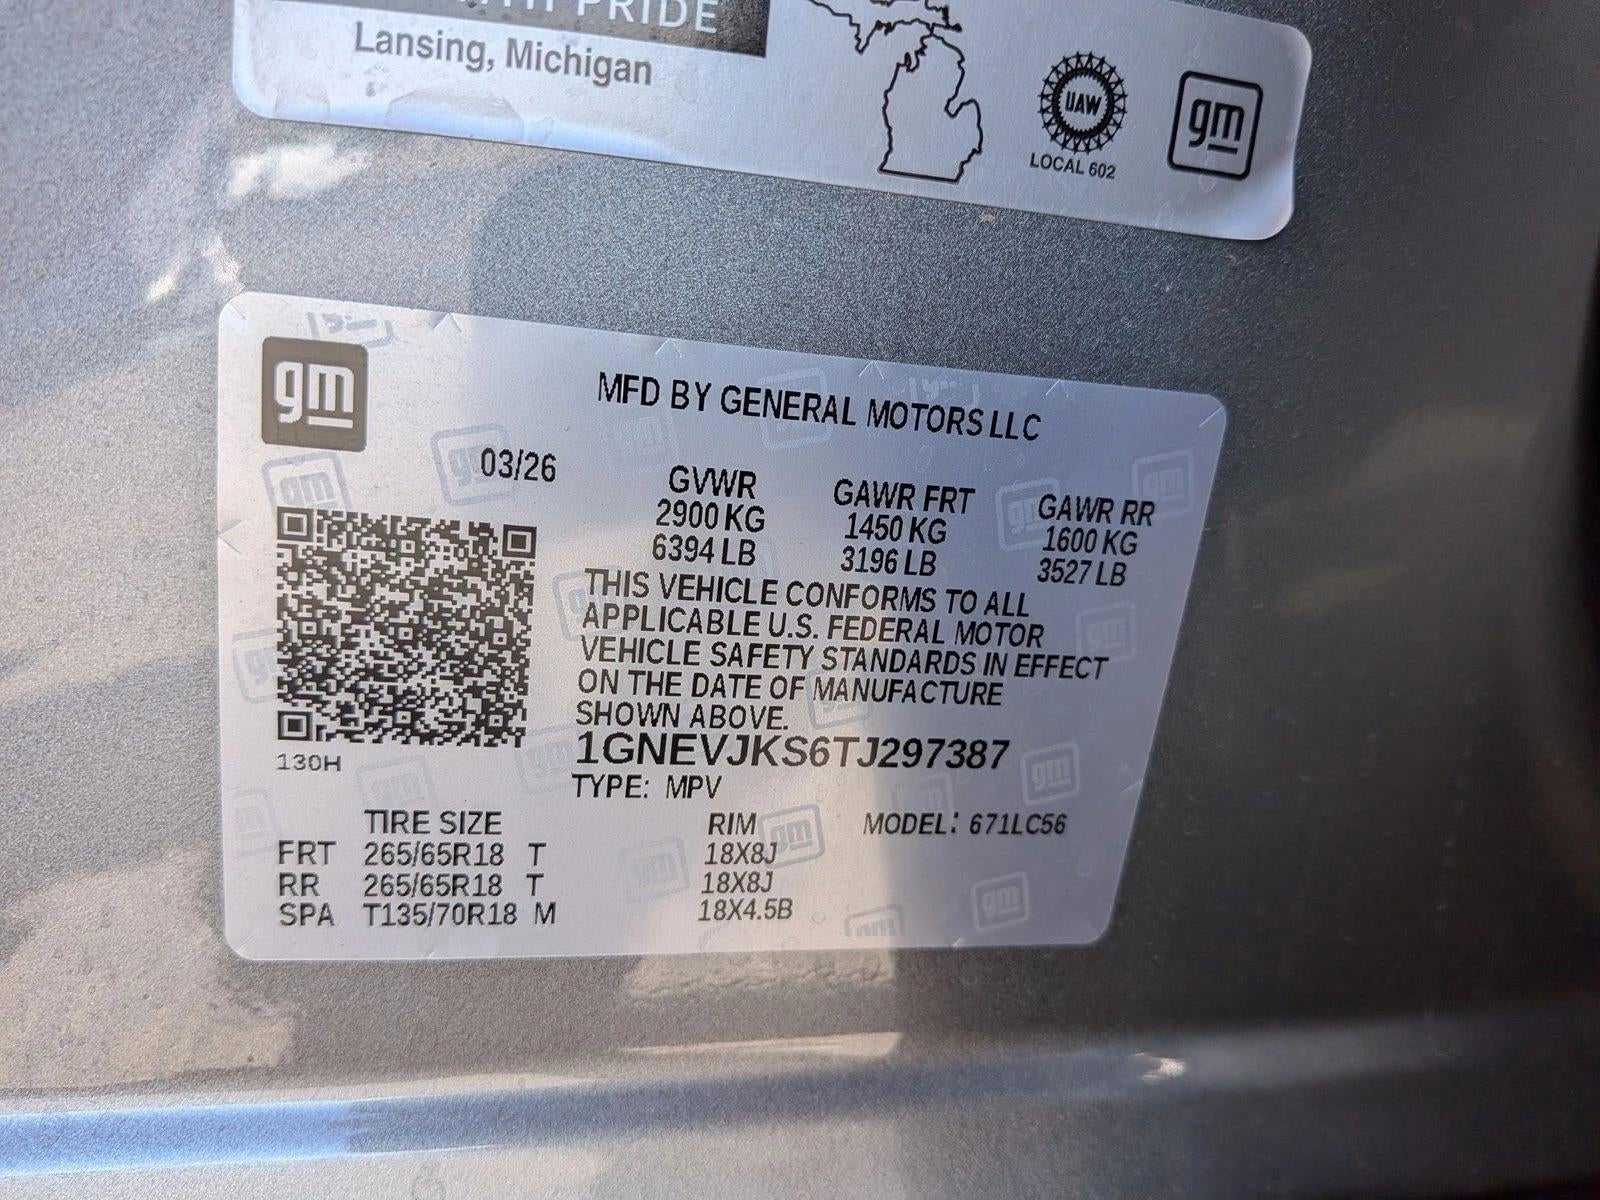 PRIDE
Lansing, Michigan
UAW
LOCAL 602
gm
gm
MFD BY GENERAL MOTORS LLC
03/26
GVWR GAWR FRT GAWR RR
2900 KG 1450 KG 1600 KG
6394 LB 3196 LB 3527 LB
THIS VEHICLE CONFORMS TO ALL
APPLICABLE U.S. FEDERAL MOTOR
VEHICLE SAFETY STANDARDS IN EFFECT
ON THE DATE OF MANUFACTURE
SHOWN ABOVE.
1GNEVJKS6TJ297387
130H
TYPE: MPV
TIRE SIZE RIM MODEL: 671LC56
FRT 265/65R18 T 18X8J
RR 265/65R18 T 18X8J
SPA T135/70R18 M 18X4.5B